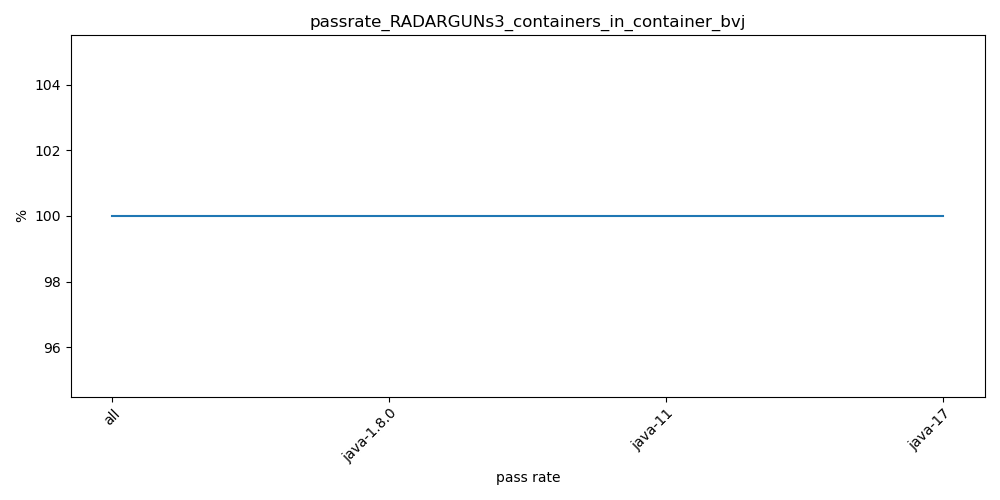 passrate_RADARGUNs3_containers_in_container_bvj
104
102
100
98
96
%
all
java-1.8.0
java-11
java-17
pass rate